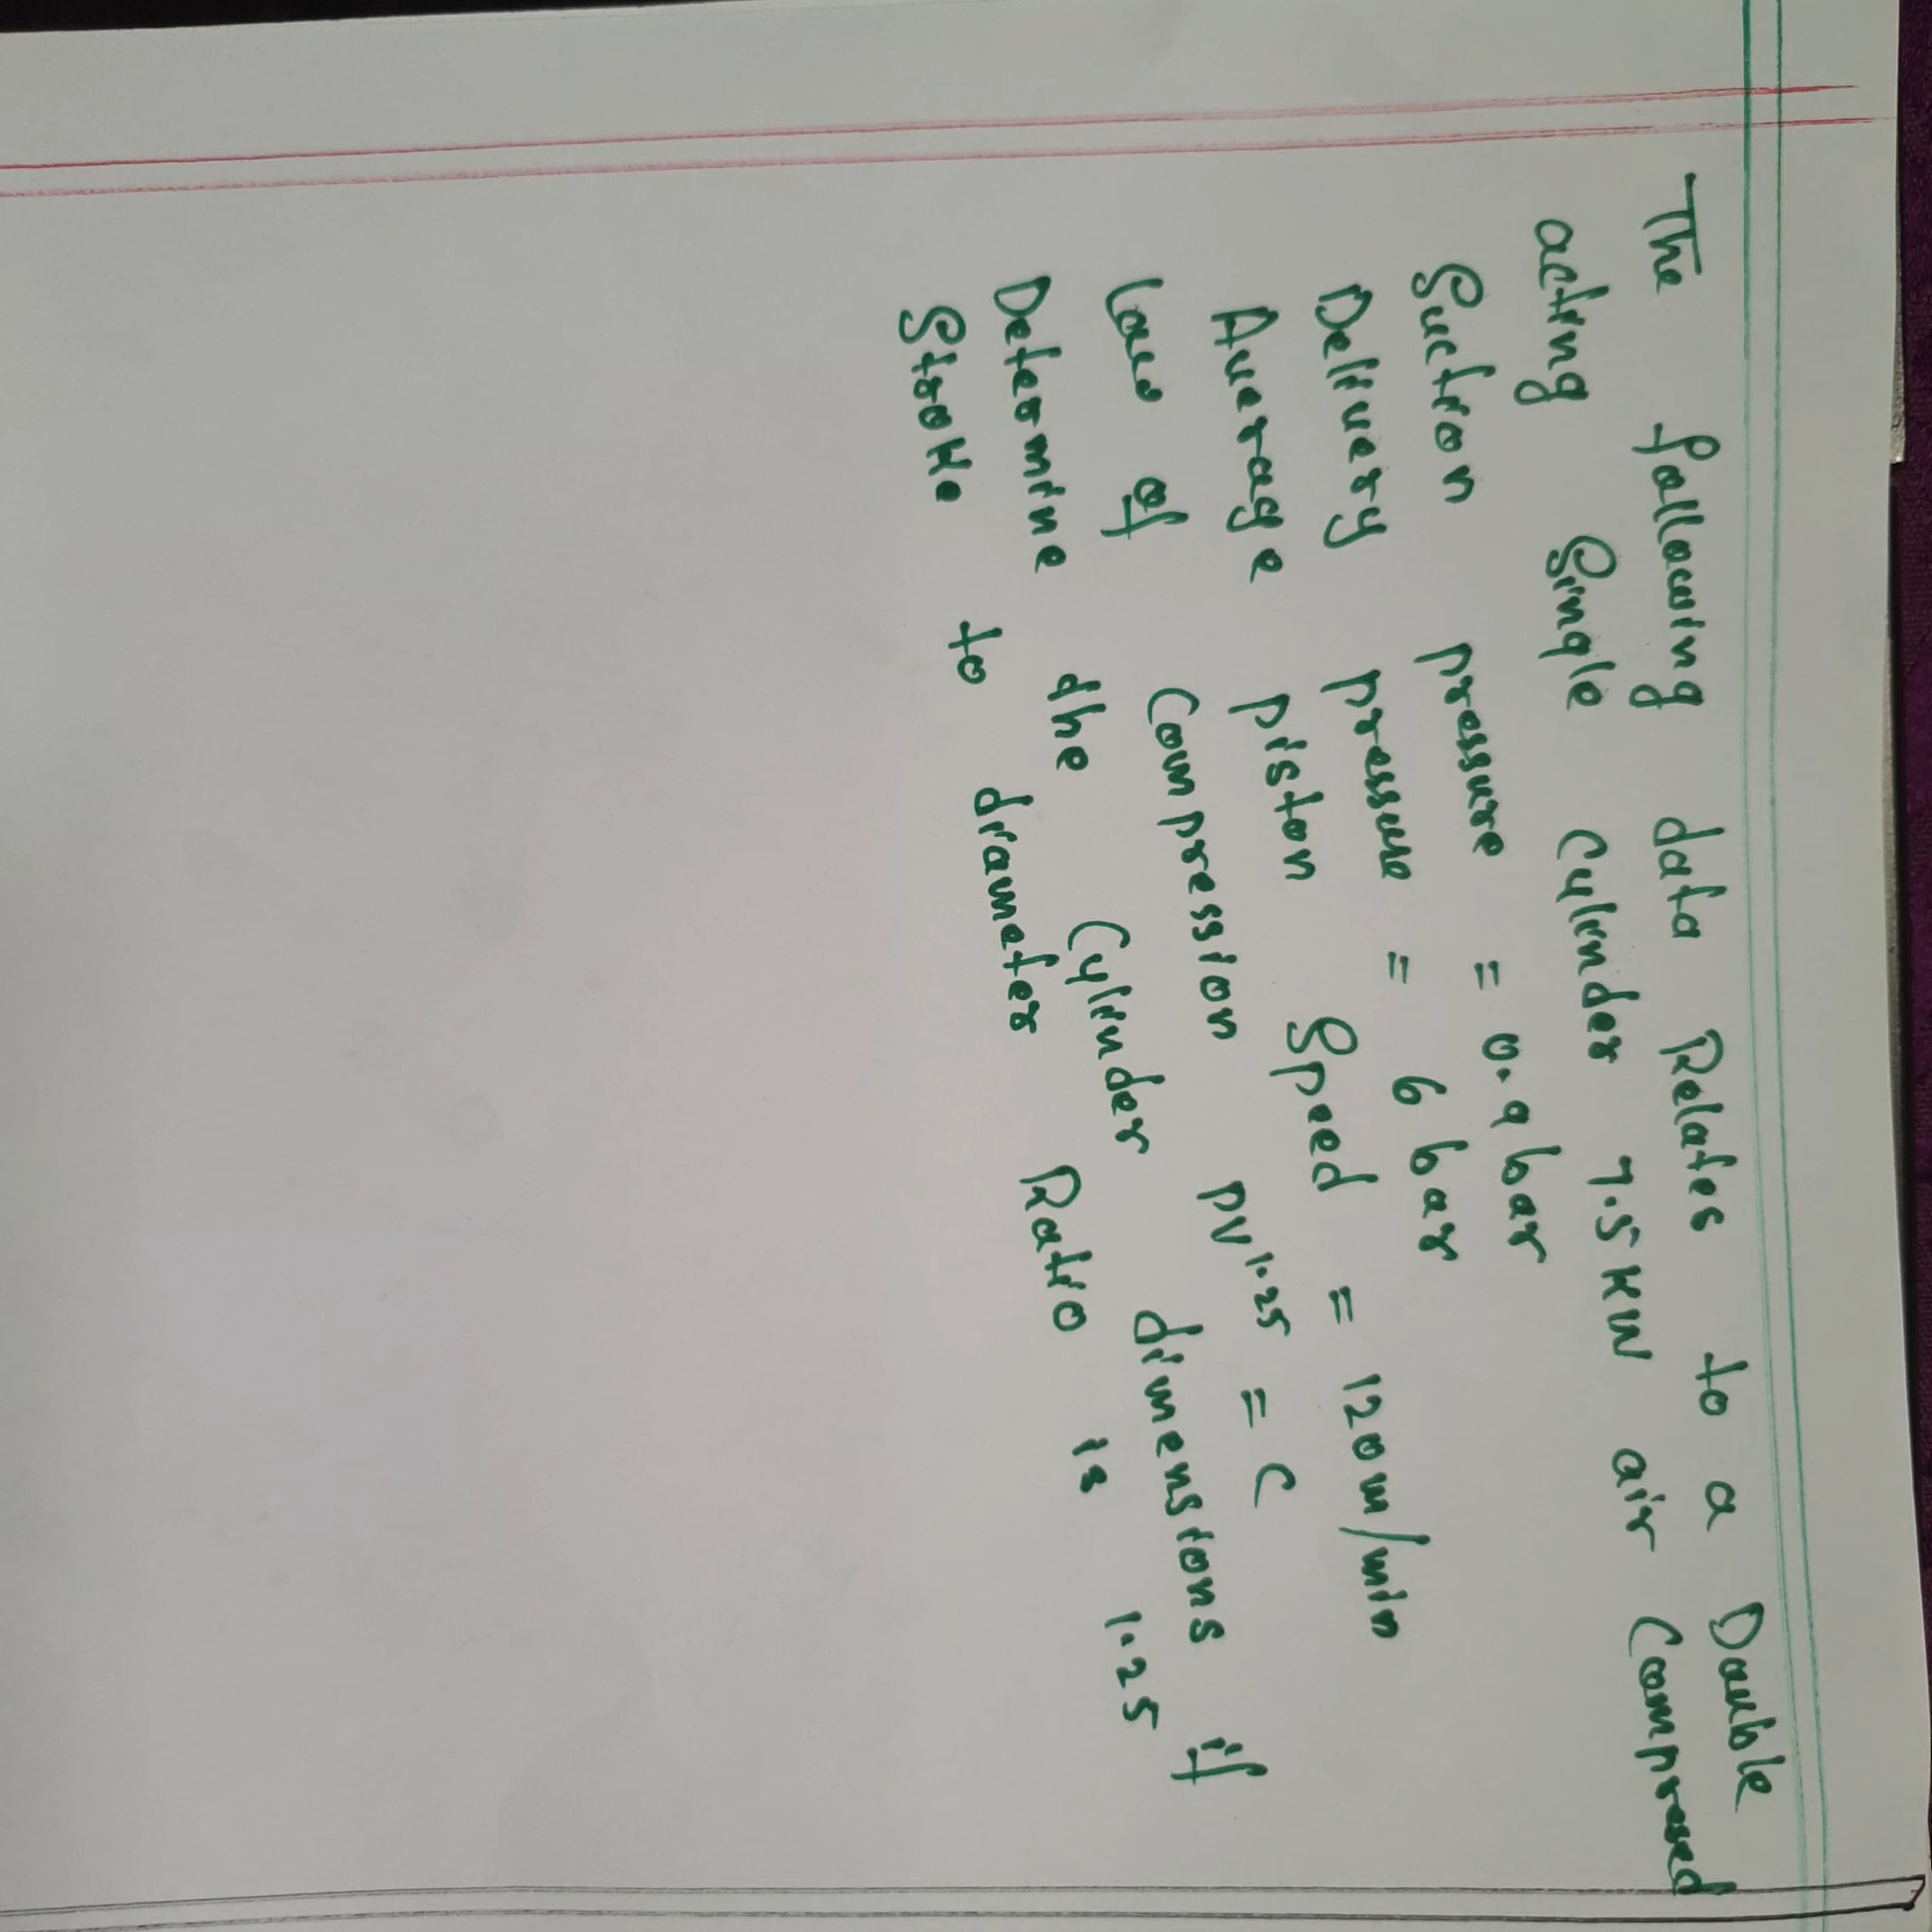 The following data Relates to a Double
acting Single Cylinder 7.5 KW air Compressed
Suction pressure = 0.9 bar
Delivery pressure = 6 bar
Average piston Speed = 120 m/min
law of Compression PV^1.25 = C
Determine the Cylinder dimensions if
Stroke to diameter Ratio is 1.25